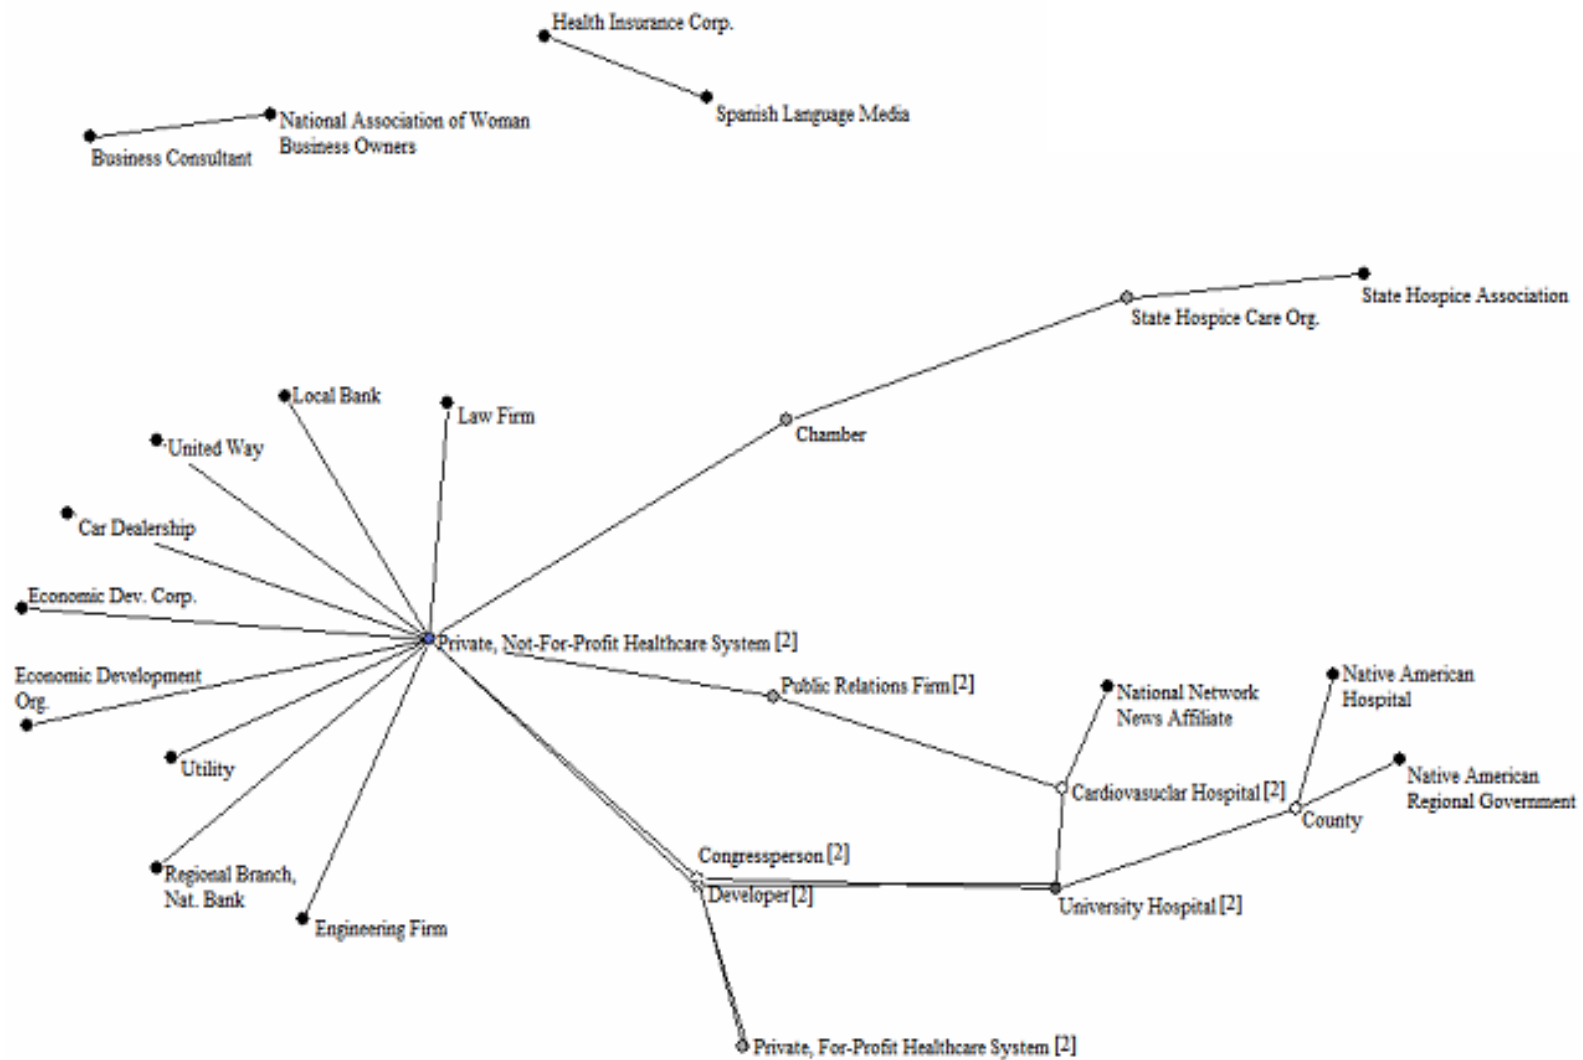 Health Insurance Corp.
Spanish Language Media
National Association of Woman
Business Owners
Business Consultant
State Hospice Association
State Hospice Care Org.
Local Bank
Law Firm
Chamber
United Way
Car Dealership
Economic Dev. Corp.
Private, Not-For-Profit Healthcare System [2]
Economic Development
Org.
Public Relations Firm [2]
National Network
News Affiliate
Native American
Hospital
Utility
Cardiovasuclar Hospital [2]
Native American
Regional Government
County
Congressperson [2]
Developer [2]
University Hospital [2]
Regional Branch,
Nat. Bank
Engineering Firm
Private, For-Profit Healthcare System [2]